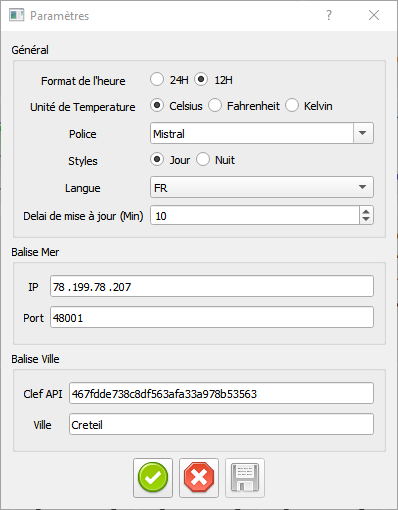 Paramètres
?
Général
Format de l'heure 24H 12H
Unité de Temperature Celsius Fahrenheit Kelvin
Police Mistral
Styles Jour Nuit
Langue FR
Delai de mise à jour (Min) 10
Balise Mer
IP 78 .199.78 .207
Port 48001
Balise Ville
Clef API 467fdde738c8df563afa33a978b53563
Ville Creteil